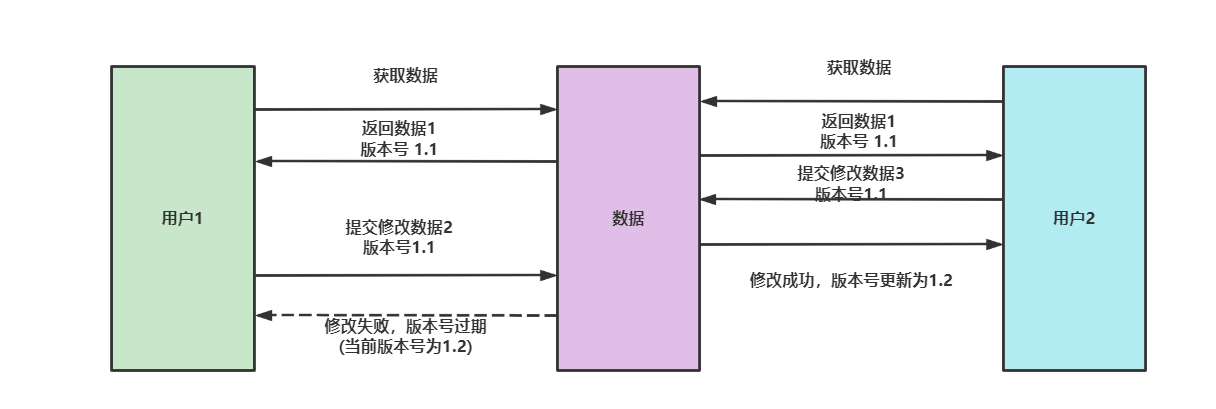 获取数据
返回数据1
版本号 1.1
用户1
提交修改数据2
版本号1.1
修改失败，版本号过期
(当前版本号为1.2)
数据
获取数据
返回数据1
版本号 1.1
提交修改数据3
版本号1.1
修改成功，版本号更新为1.2
用户2